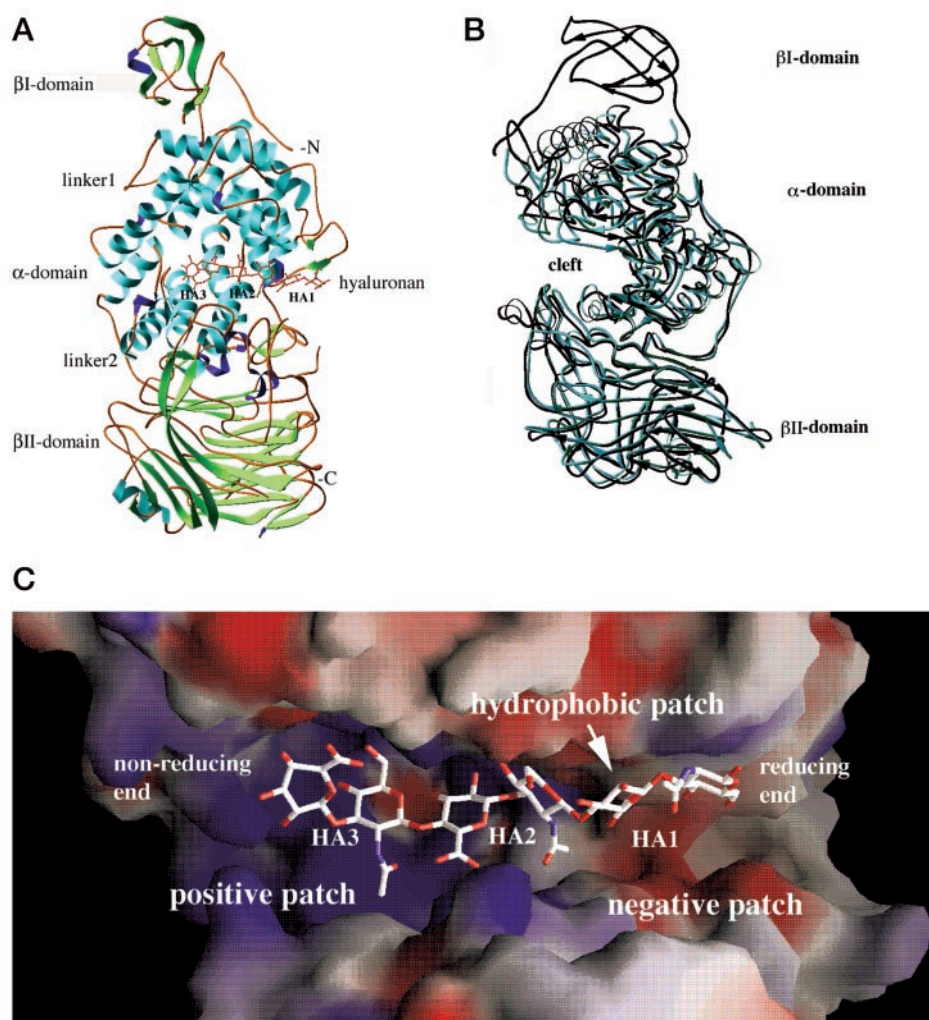 A
βI-domain
-N
linker1
α-domain
HA3
HA2
HA1
hyaluronan
linker2
βII-domain
-C
B
βI-domain
α-domain
cleft
βII-domain
C
hydrophobic patch
non-reducing
end
reducing
end
HA3
HA2
HA1
positive patch
negative patch